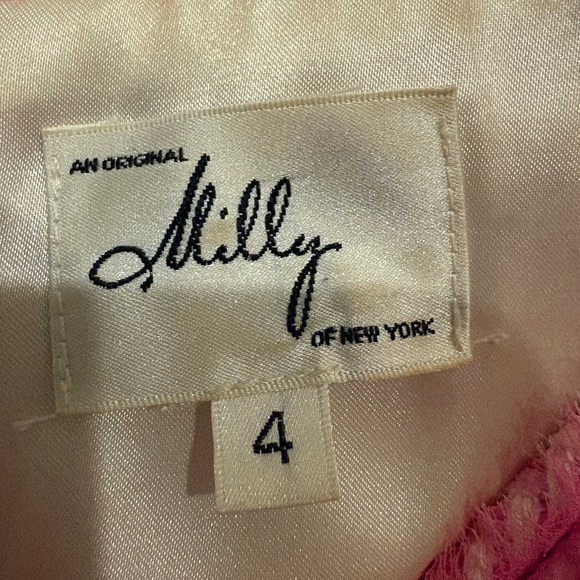 AN ORIGINAL
Milly
OF NEW YORK
4